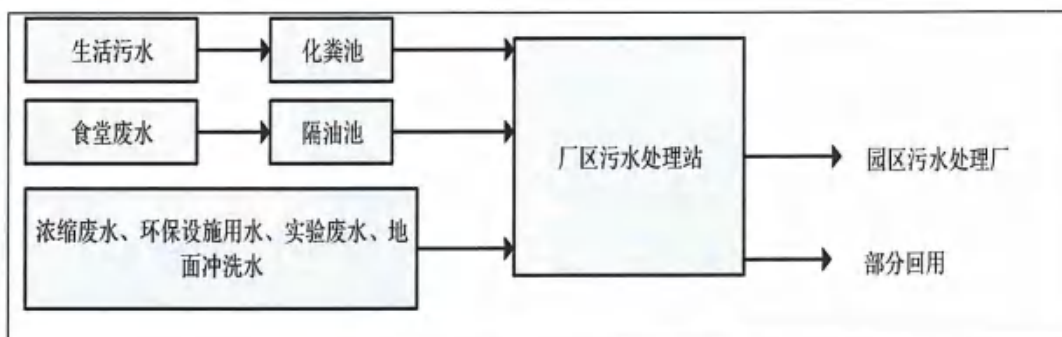 生活污水
化粪池
食堂废水
隔油池
厂区污水处理站
园区污水处理厂
浓缩废水、环保设施用水、实验废水、地
面冲洗水
部分回用